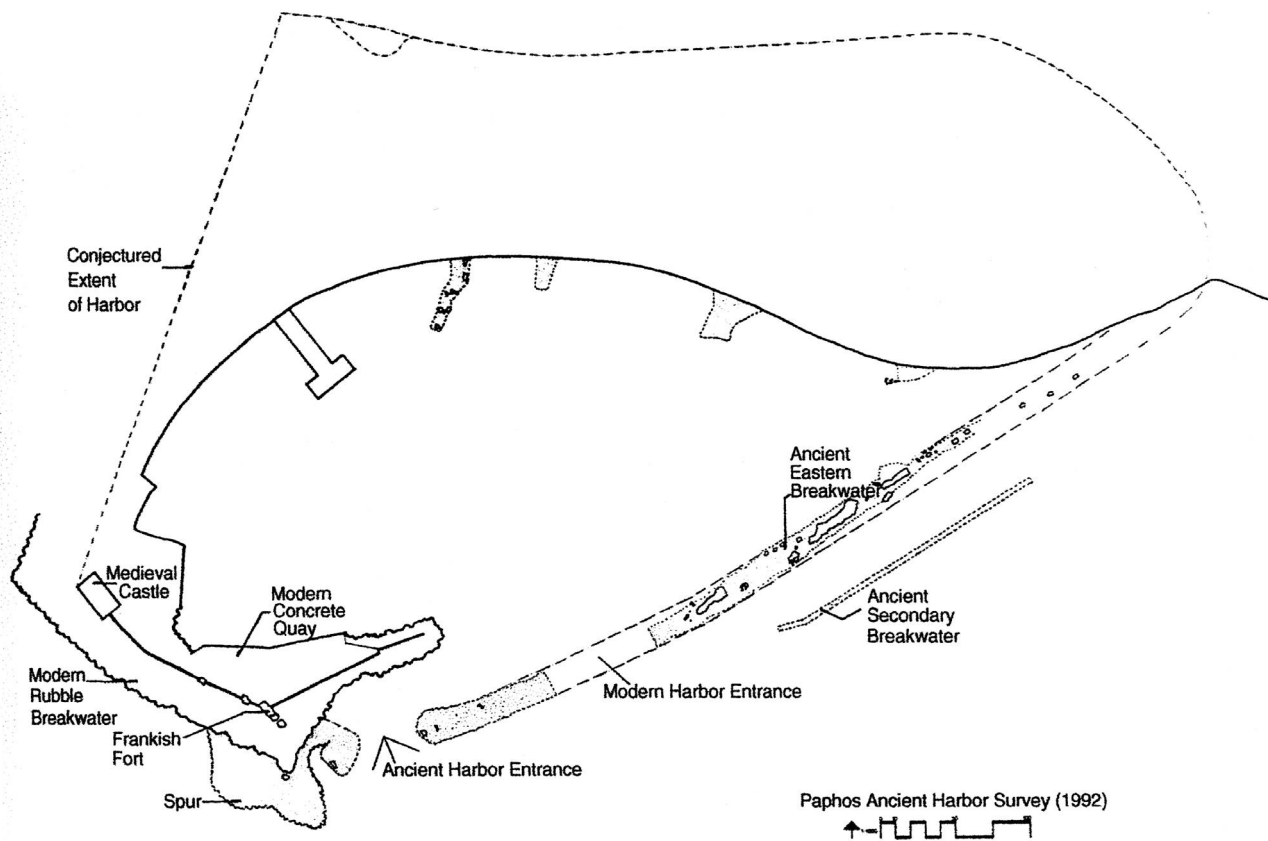 Conjectured
Extent
of Harbor
Ancient
Eastern
Breakwater
Medieval
Castle
Modern
Concrete
Quay
Ancient
Secondary
Breakwater
Modern
Rubble
Breakwater
Modern Harbor Entrance
Frankish
Fort
Ancient Harbor Entrance
Spur
Paphos Ancient Harbor Survey (1992)